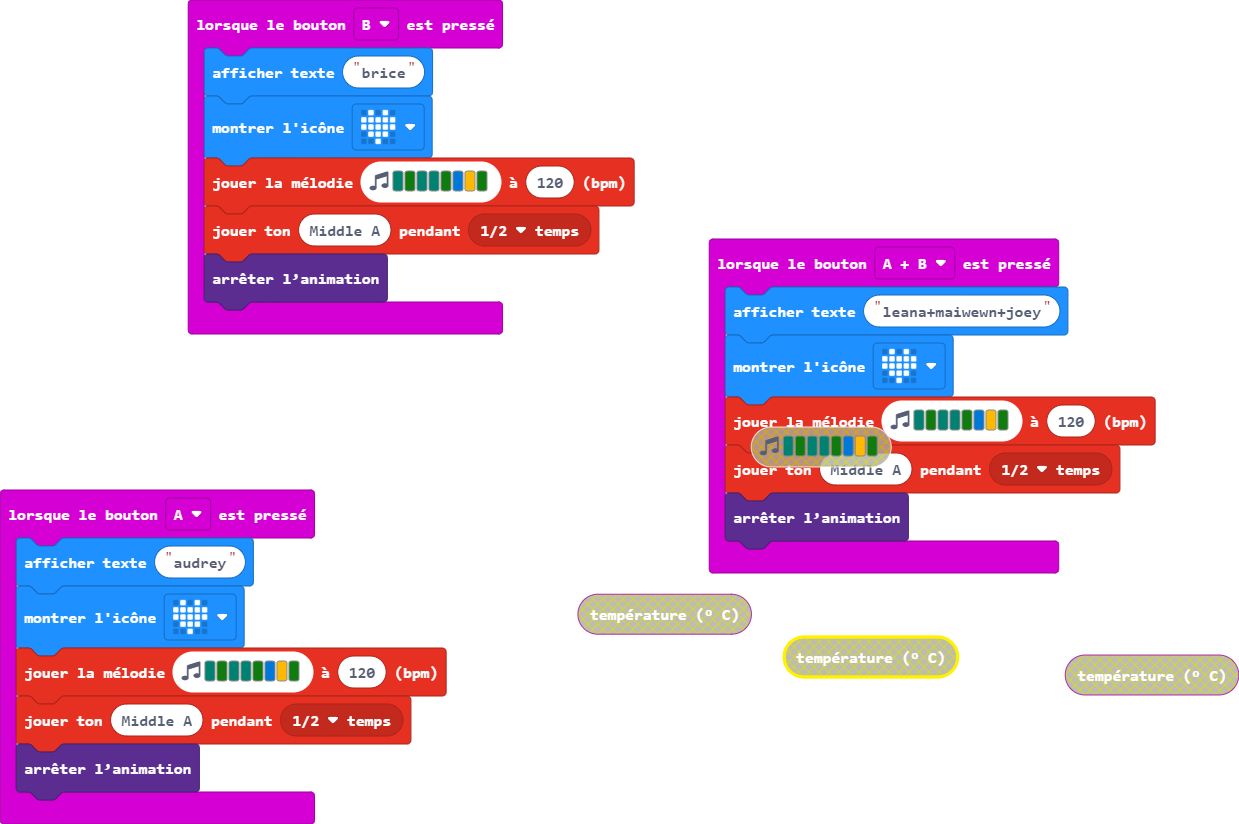 lorsque le bouton B est pressé
afficher texte "brice"
montrer l'icône
jouer la mélodie à 120 (bpm)
jouer ton Middle A pendant 1/2 temps
arrêter l’animation
lorsque le bouton A + B est pressé
afficher texte "leana+maiwewn+joey"
montrer l'icône
jouer la mélodie à 120 (bpm)
jouer ton Middle A pendant 1/2 temps
arrêter l’animation
lorsque le bouton A est pressé
afficher texte "audrey"
montrer l'icône
jouer la mélodie à 120 (bpm)
jouer ton Middle A pendant 1/2 temps
arrêter l’animation
température (º C)
température (º C)
température (º C)